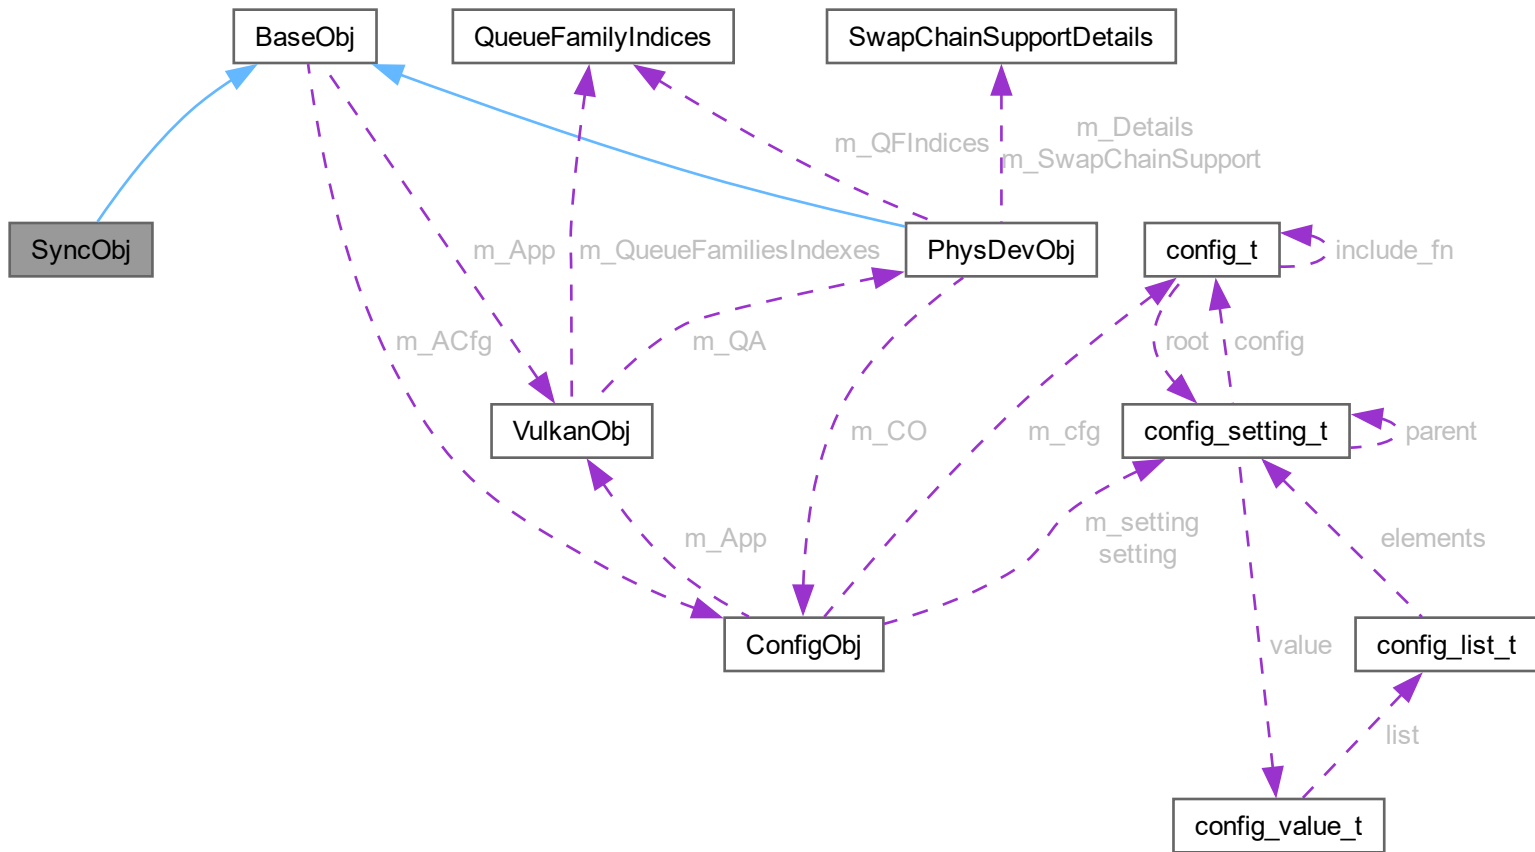 BaseObj
QueueFamilyIndices
SwapChainSupportDetails
m_QFIndices
m_Details
m_SwapChainSupport
SyncObj
m_App
m_QueueFamiliesIndexes
PhysDevObj
config_t
include_fn
m_ACfg
m_QA
root
config
VulkanObj
m_CO
m_cfg
config_setting_t
parent
m_App
m_setting
setting
elements
ConfigObj
value
config_list_t
list
config_value_t